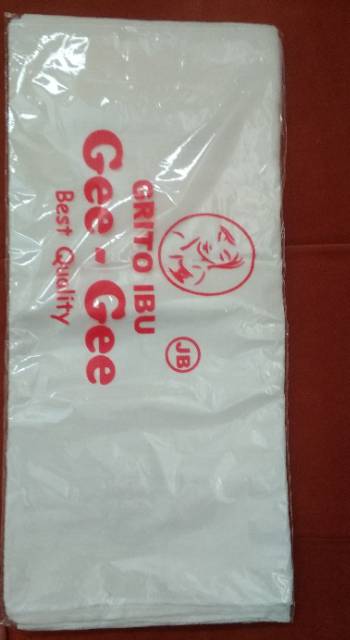 JB
GRITO IBU
Gee - Gee
Best Quality